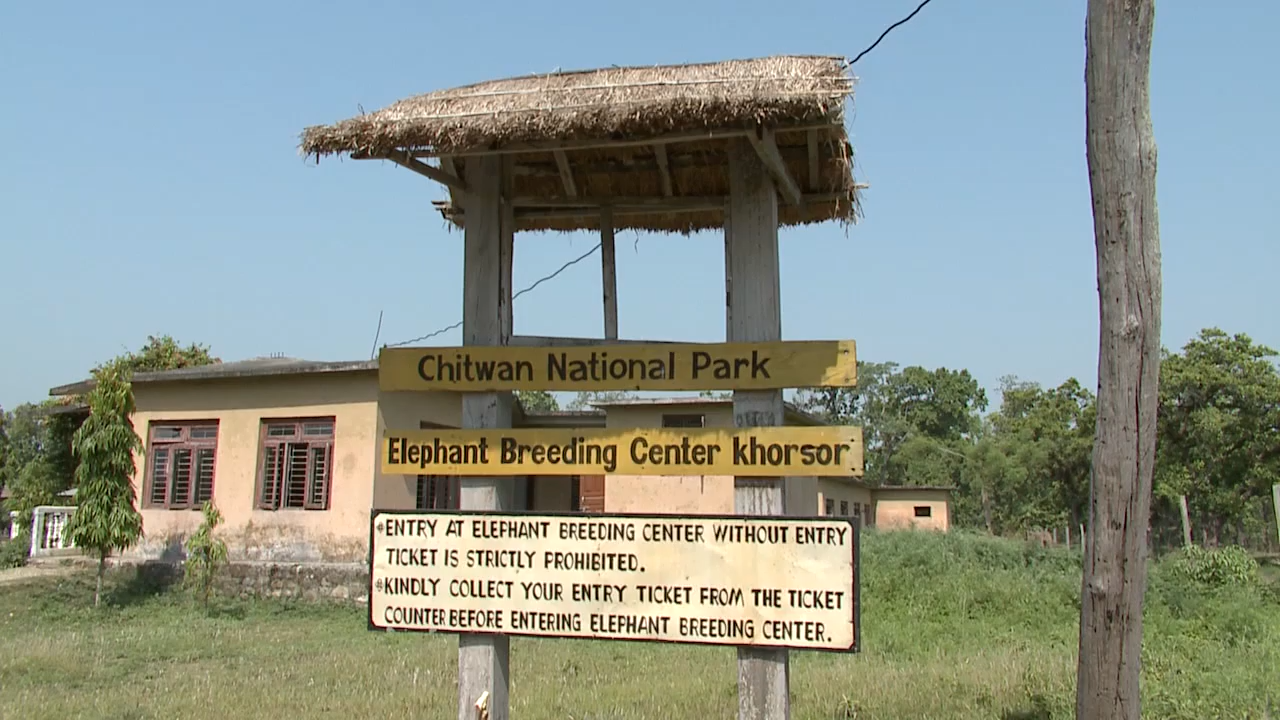 Chitwan National Park
Elephant Breeding Center khorsor
*ENTRY AT ELEPHANT BREEDING CENTER WITHOUT ENTRY
TICKET IS STRICTLY PROHIBITED.
*KINDLY COLLECT YOUR ENTRY TICKET FROM THE TICKET
COUNTER BEFORE ENTERING ELEPHANT BREEDING CENTER.